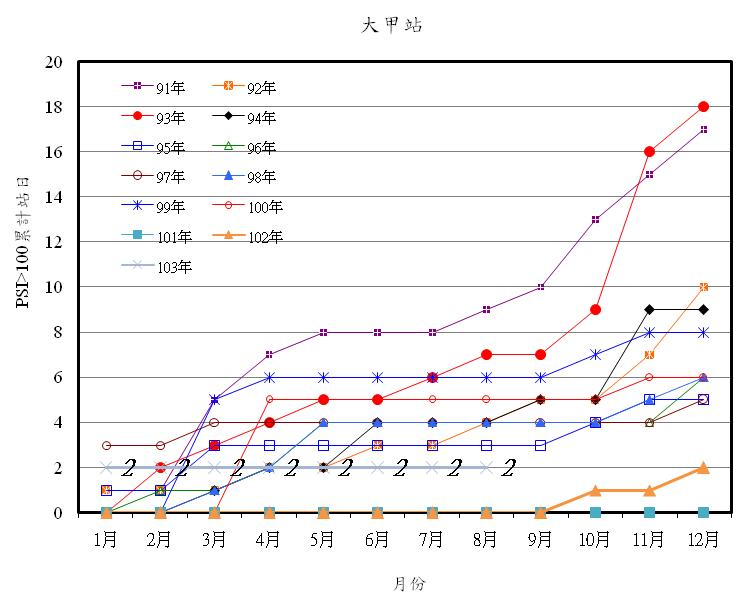 大甲站
PSI>100累計站日
20
18
16
14
12
10
8
6
4
2
0
91年 92年
93年 94年
95年 96年
97年 98年
99年 100年
101年 102年
103年
2 2 2 2 2 2 2 2
1月 2月 3月 4月 5月 6月 7月 8月 9月 10月 11月 12月
月份